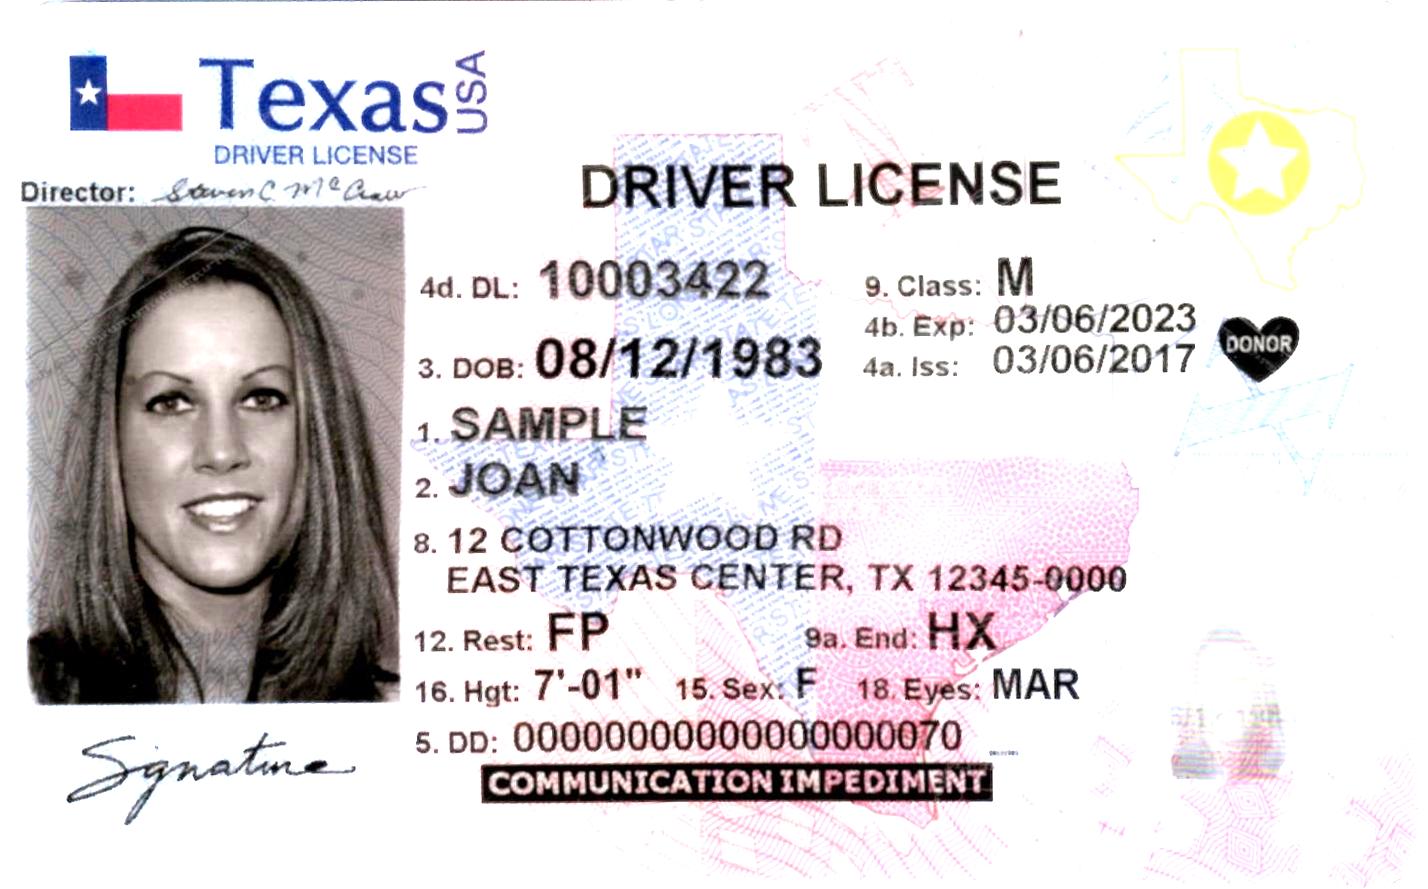 Texas USA
DRIVER LICENSE
Director: Steven C. McCraw
DRIVER LICENSE
4d. DL: 10003422
9. Class: M
4b. Exp: 03/06/2023
3. DOB: 08/12/1983
4a. Iss: 03/06/2017
DONOR
1. SAMPLE
2. JOAN
8. 12 COTTONWOOD RD
EAST TEXAS CENTER, TX 12345-0000
12. Rest: FP
9a. End: HX
16. Hgt: 7'-01"
15. Sex: F
18. Eyes: MAR
5. DD: 00000000000000000070
COMMUNICATION IMPEDIMENT
Signature